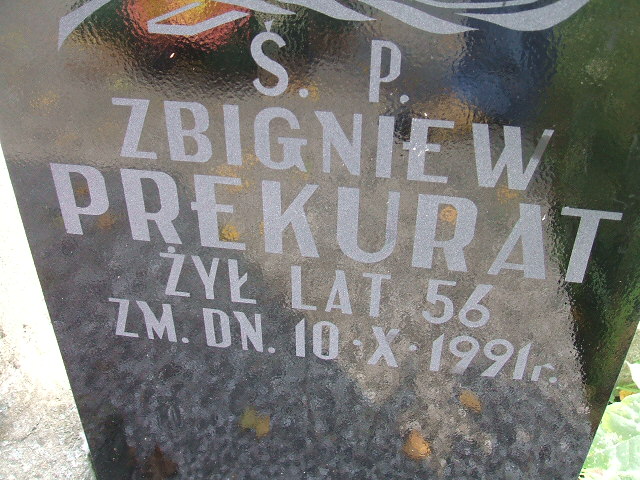 Ś. P.
ZBIGNIEW
PREKURAT
ŻYŁ LAT 56
ZM. DN. 10·X·1991r.